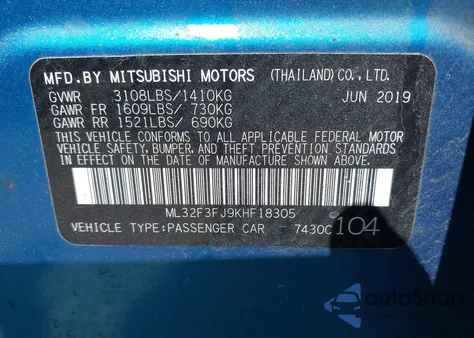 MFD.BY MITSUBISHI MOTORS (THAILAND)CO.,LTD.
GVWR 3108LBS/1410KG JUN 2019
GAWR FR 1609LBS/ 730KG
GAWR RR 1521LBS/ 690KG
THIS VEHICLE CONFORMS TO ALL APPLICABLE FEDERAL MOTOR
VEHICLE SAFETY, BUMPER, AND THEFT PREVENTION STANDARDS
IN EFFECT ON THE DATE OF MANUFACTURE SHOWN ABOVE.
ML32F3FJ9KHF18305
VEHICLE TYPE:PASSENGER CAR 7430C 104
AutoSnap